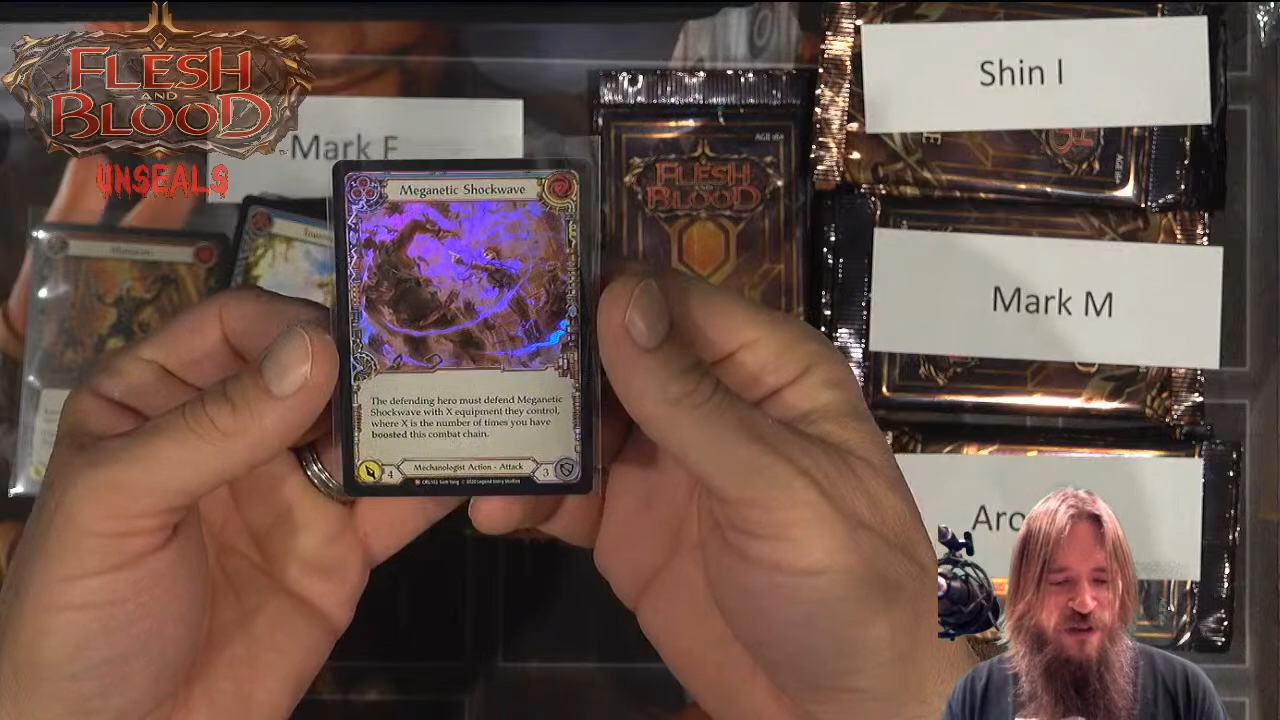 FLESH
AND
BLOOD
UNSEALS
Mark F
Shin I
Mark M
Aro
FLESH
AND
BLOOD
Meganetic Shockwave
The defending hero must defend Meganetic
Shockwave with X equipment they control,
where X is the number of times you have
boosted this combat chain.
4
Mechanologist Action - Attack
3